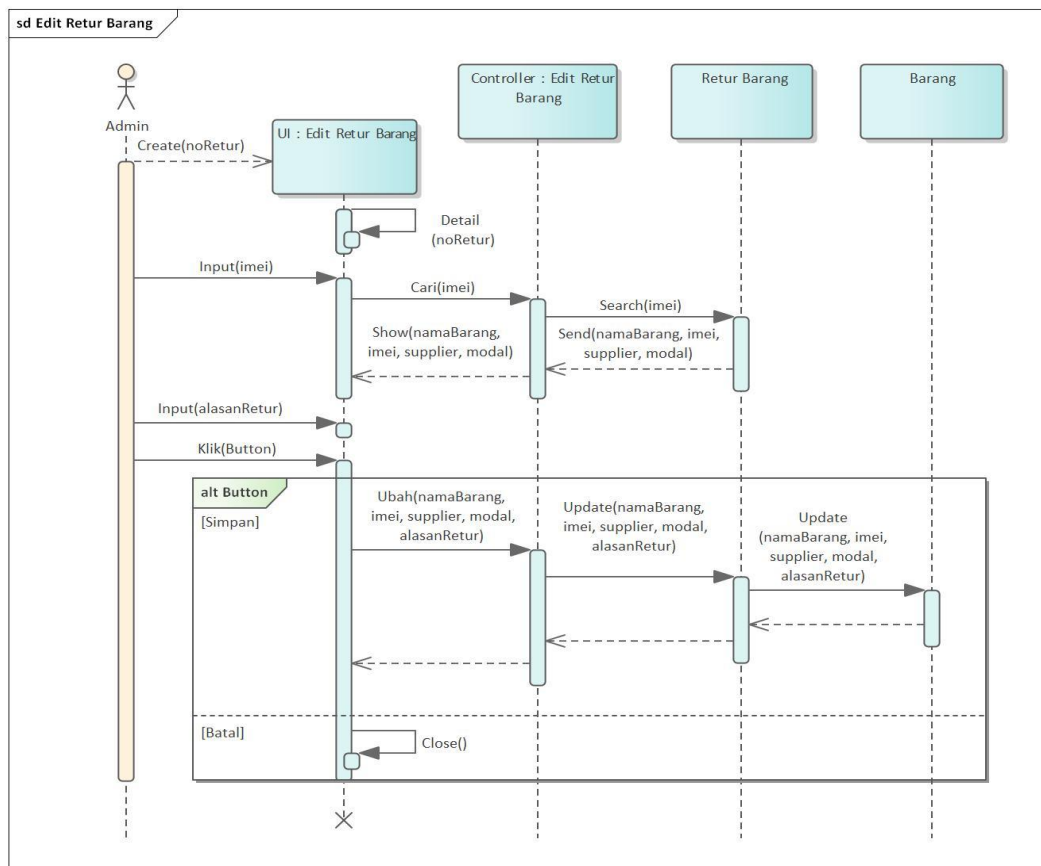 sd Edit Retur Barang
Admin
UI : Edit Retur Barang
Controller : Edit Retur
Barang
Retur Barang
Barang
Create(noRetur)
Detail
(noRetur)
Input(imei)
Cari(imei)
Search(imei)
Show(namaBarang,
imei, supplier, modal)
Send(namaBarang, imei,
supplier, modal)
Input(alasanRetur)
Klik(Button)
alt Button
[Simpan]
Ubah(namaBarang,
imei, supplier, modal,
alasanRetur)
Update(namaBarang,
imei, supplier, modal,
alasanRetur)
Update
(namaBarang, imei,
supplier, modal,
alasanRetur)
[Batal]
Close()